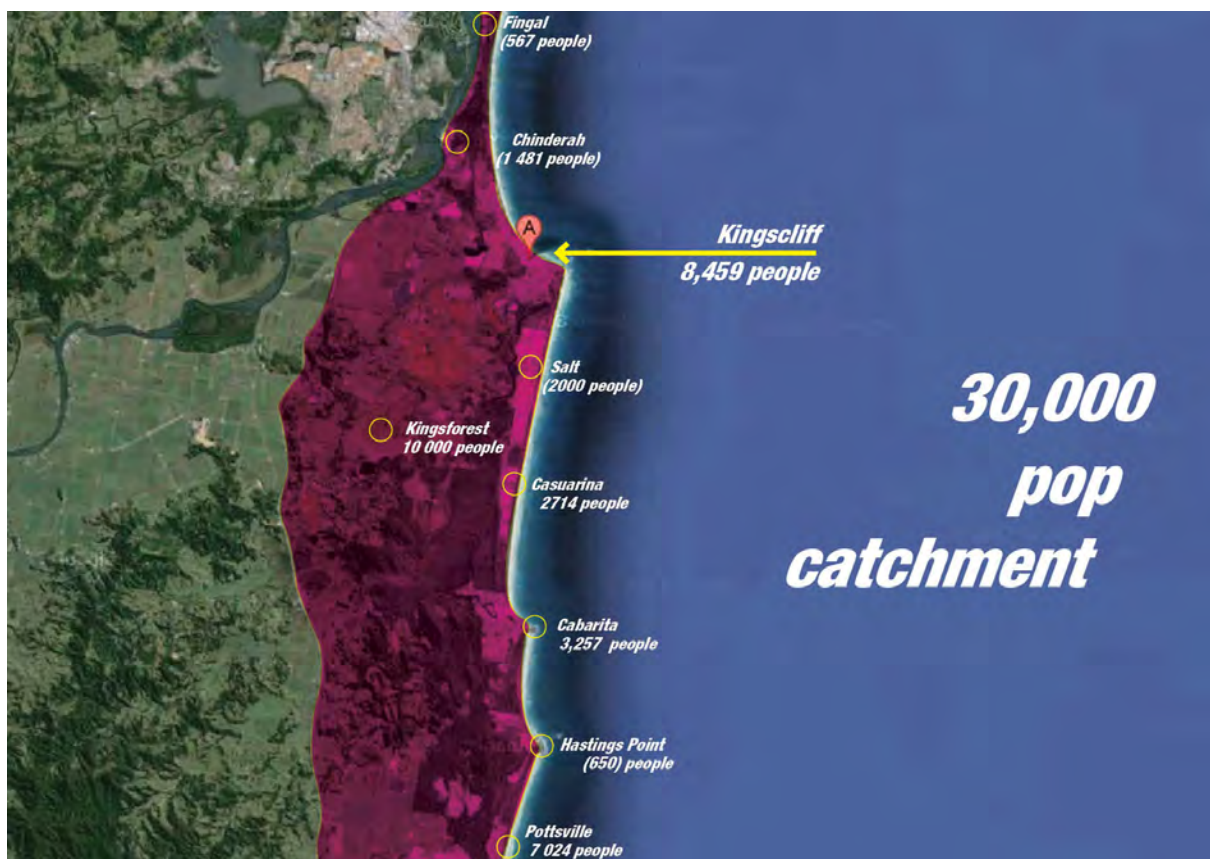 Fingal
(567 people)
Chinderah
(1 481 people)
A
Kingscliff
8,459 people
Salt
(2000 people)
30,000
pop
catchment
Kingsforest
10 000 people
Casuarina
2714 people
Cabarita
3,257 people
Hastings Point
(650) people
Pottsville
7 024 people